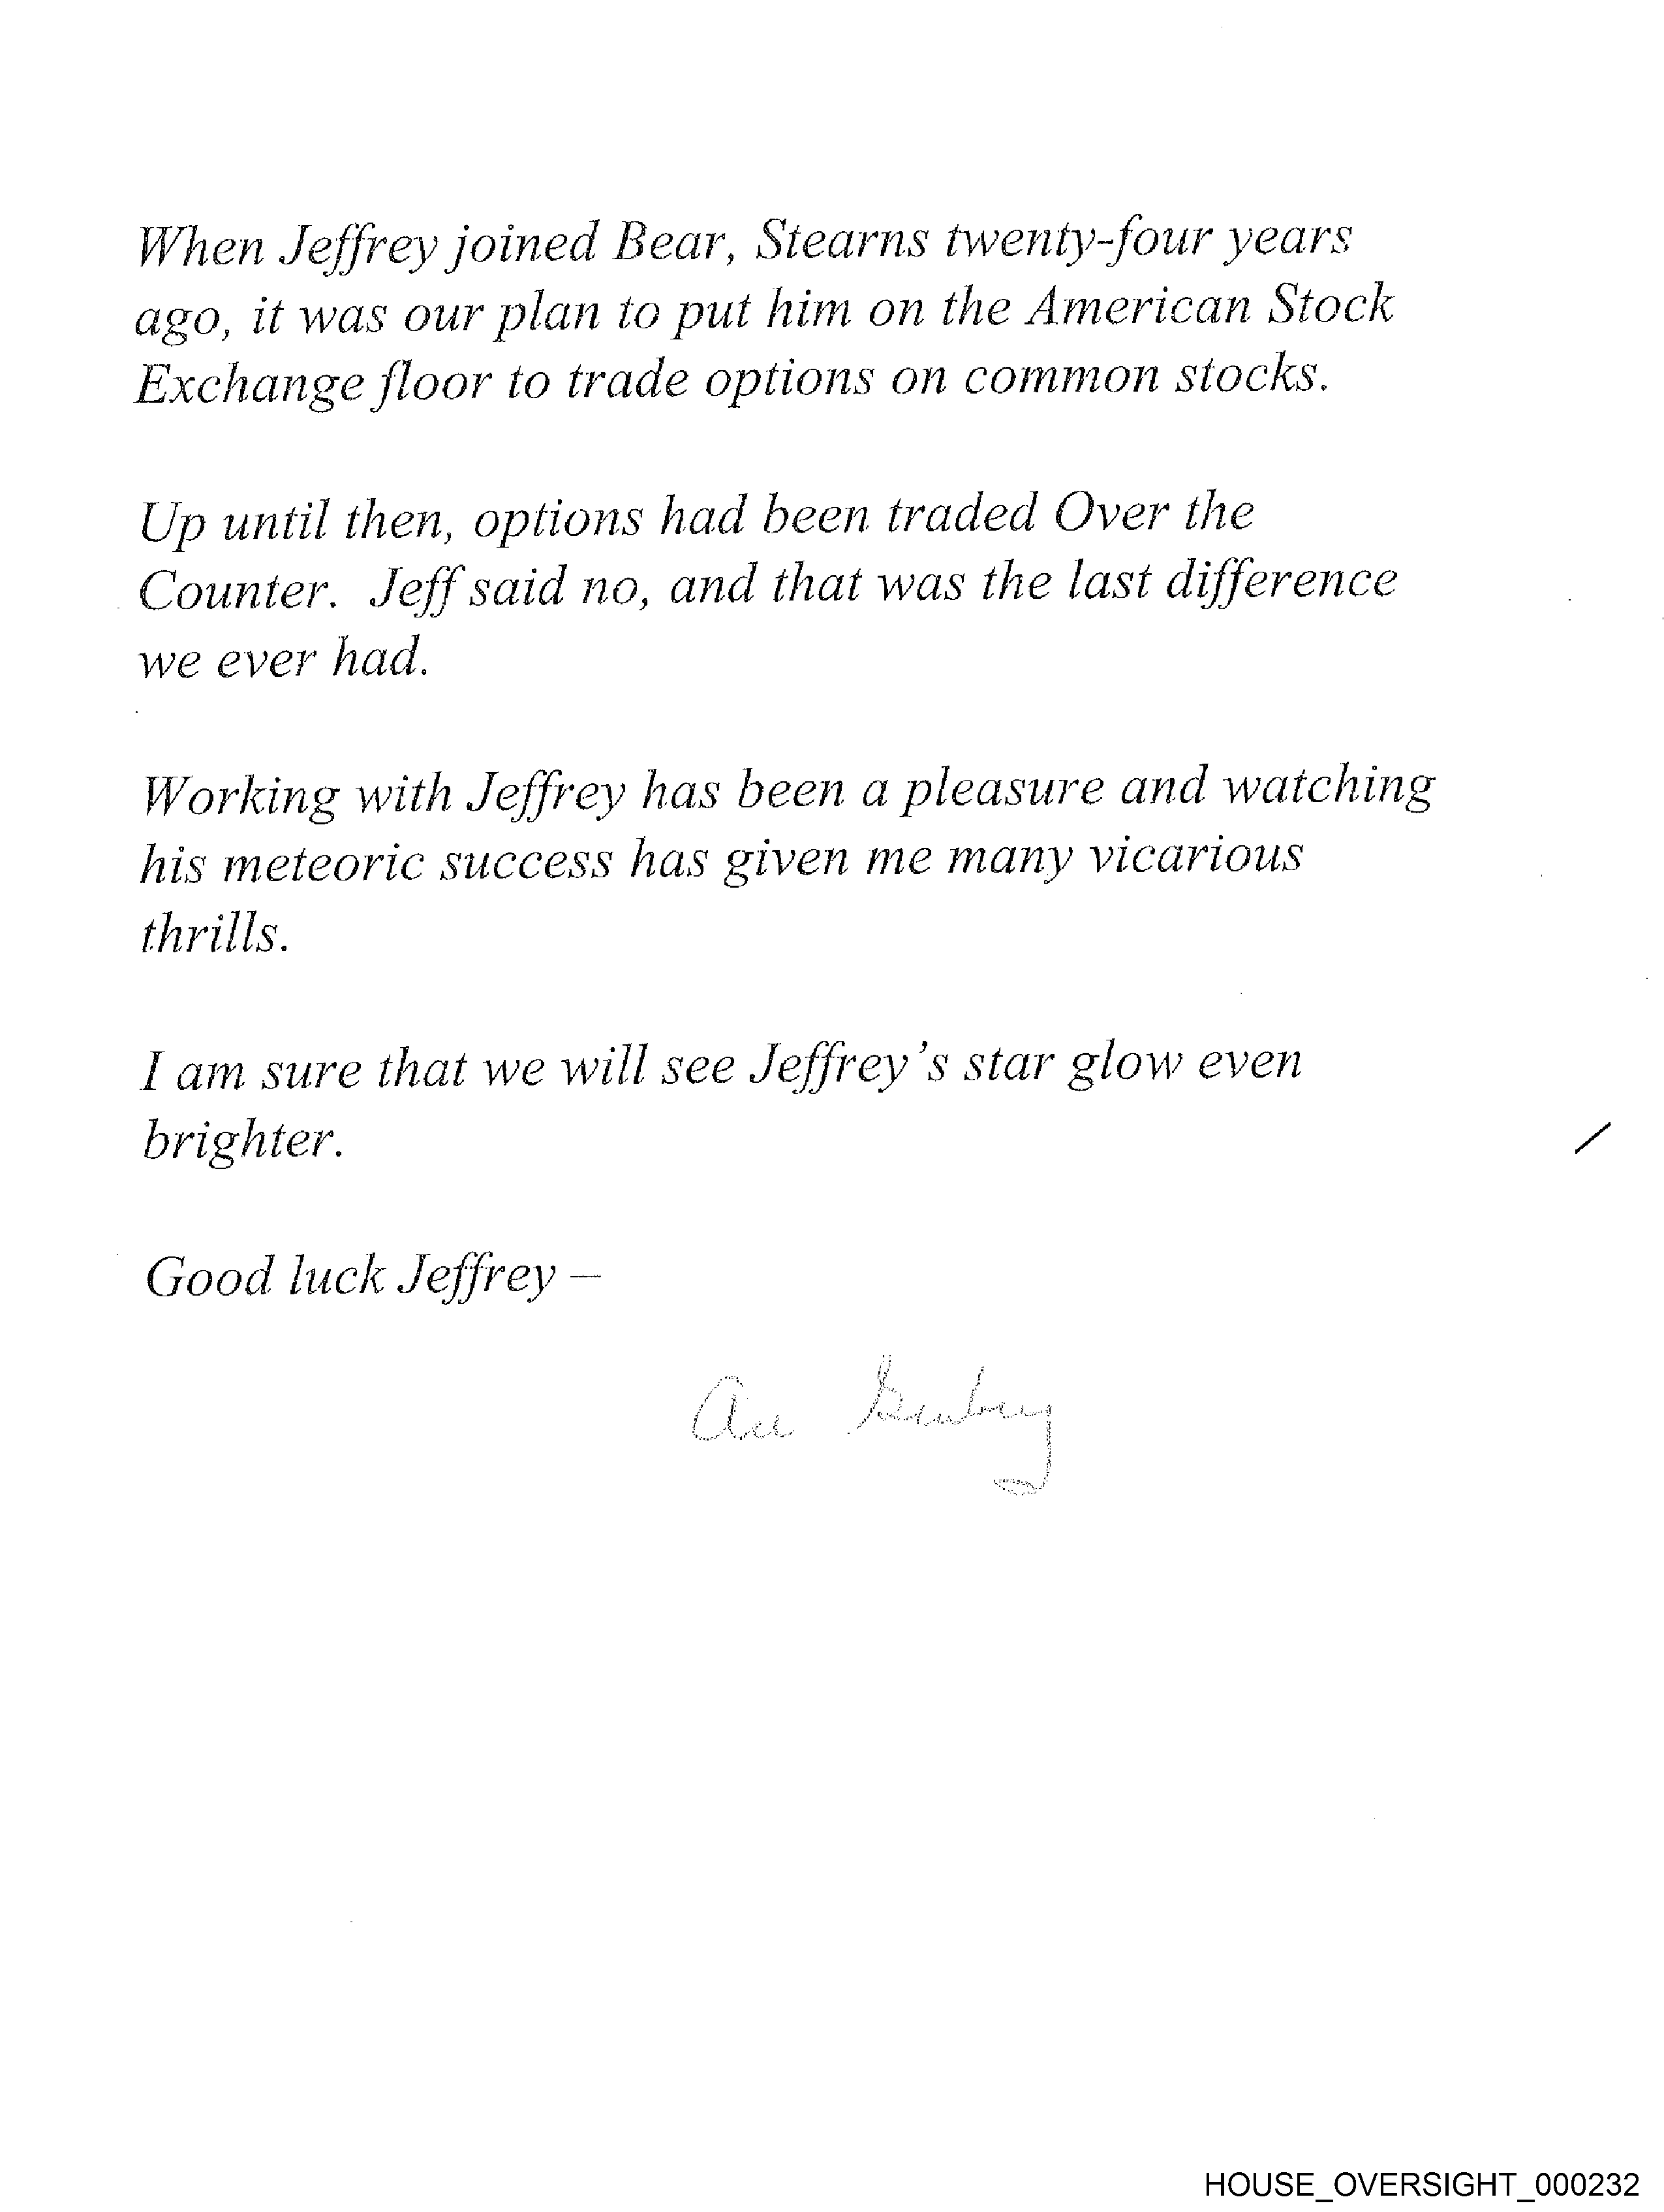 When Jeffrey joined Bear, Stearns twenty-four years
ago, it was our plan to put him on the American Stock
Exchange floor to trade options on common stocks.
Up until then, options had been traded Over the
Counter. Jeff said no, and that was the last difference
we ever had.
Working with Jeffrey has been a pleasure and watching
his meteoric success has given me many vicarious
thrills.
I am sure that we will see Jeffrey's star glow even
brighter.
Good luck Jeffrey –
HOUSE_OVERSIGHT_000232